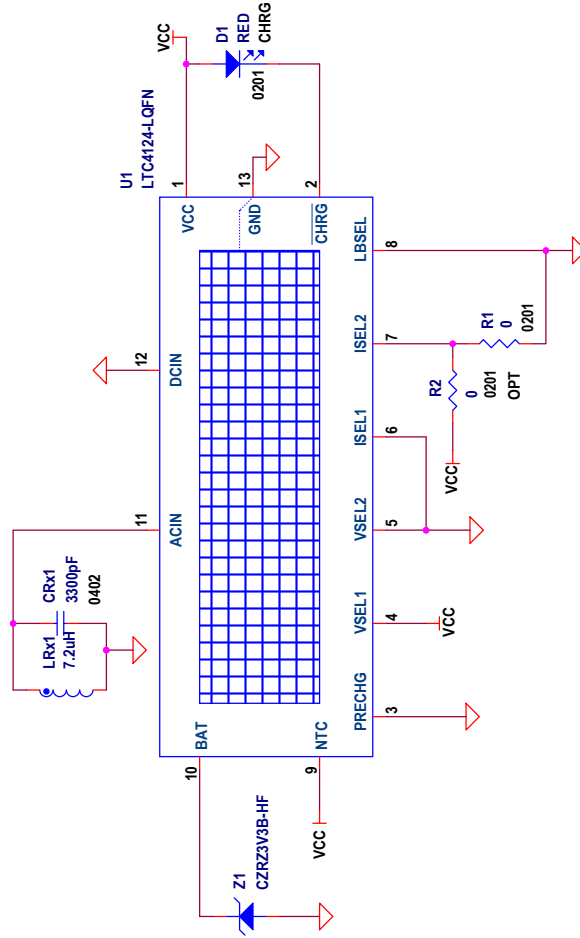 LRx1
7.2uH
CRx1
3300pF
0402
U1
LTC4124-LQFN
VCC
D1
RED
CHRG
0201
11
12
1
13
2
ACIN
DCIN
VCC
GND
CHRG
10
BAT
NTC
9
VCC
Z1
CZRZ3V3B-HF
PRECHG
VSEL1
VSEL2
ISEL1
ISEL2
LBSEL
3
4
5
6
7
8
VCC
VCC
R2
0
0201
OPT
R1
0
0201